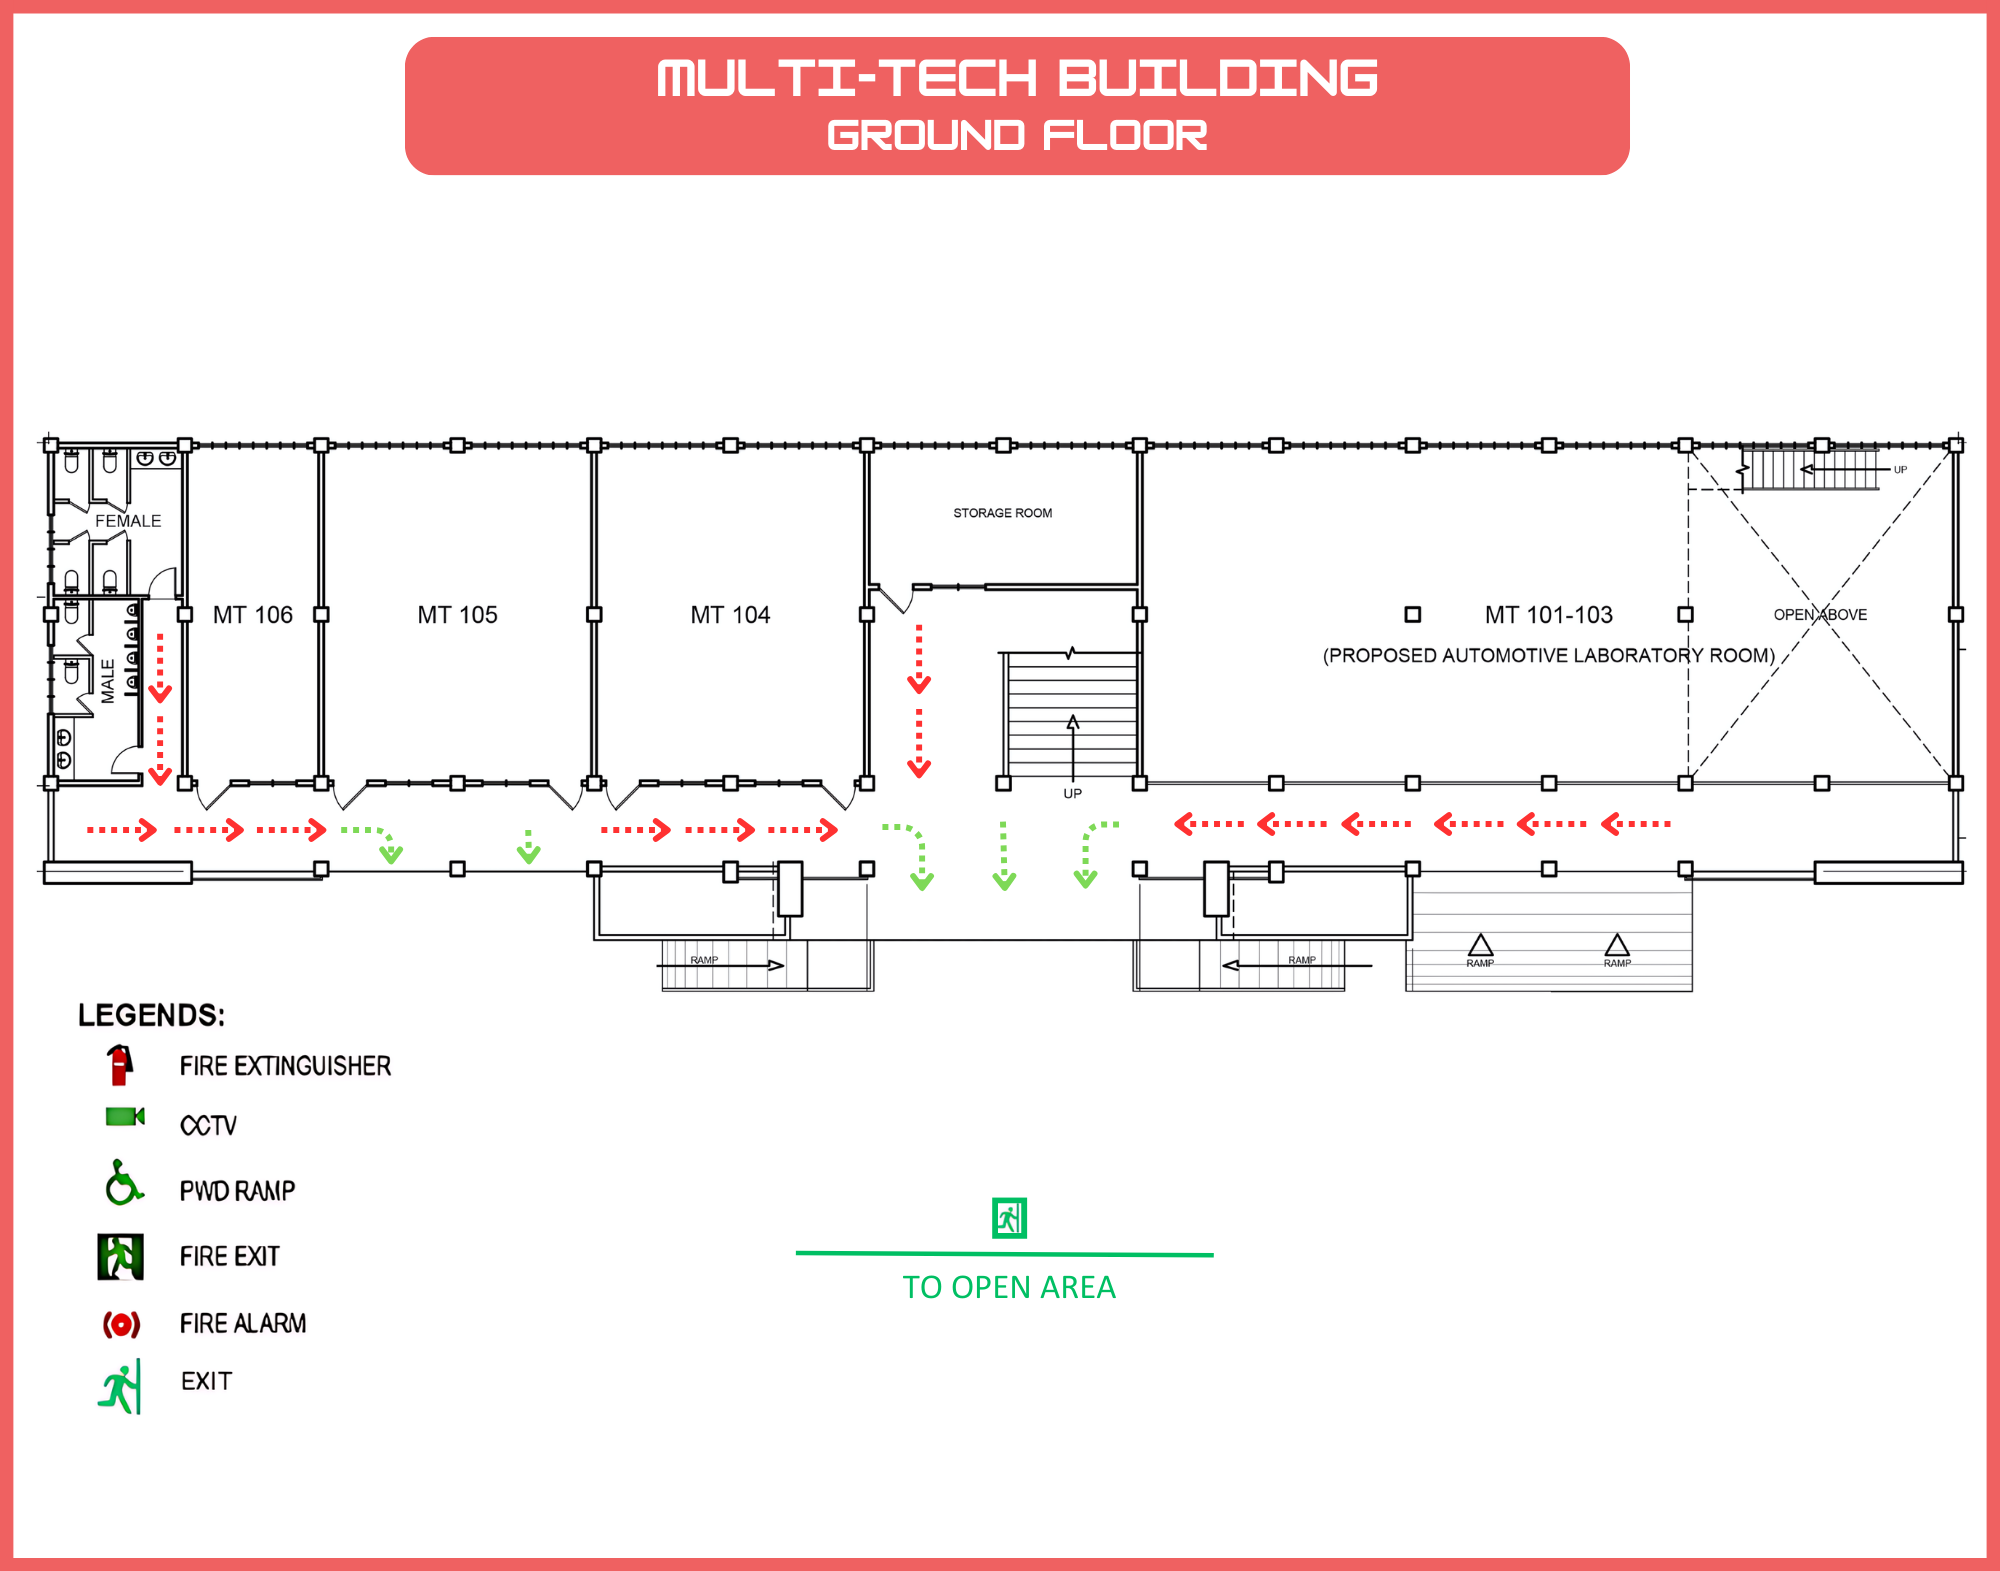 MULTI-TECH BUILDING
GROUND FLOOR
UP
FEMALE
STORAGE ROOM
MT 106
MT 105
MT 104
MT 101-103
OPEN ABOVE
(PROPOSED AUTOMOTIVE LABORATORY ROOM)
MALE
UP
RAMP
RAMP
RAMP
RAMP
LEGENDS:
FIRE EXTINGUISHER
CCTV
PWD RAMP
FIRE EXIT
FIRE ALARM
EXIT
TO OPEN AREA